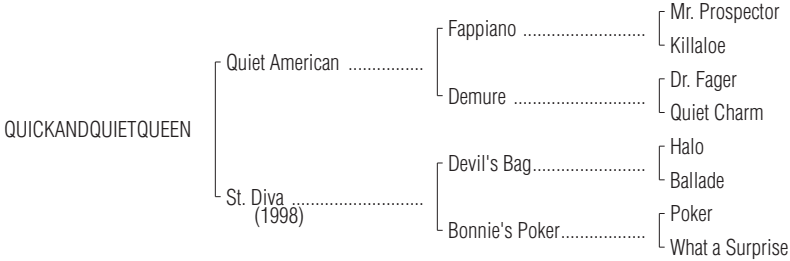 Mr. Prospector
Fappiano ..........................
Killaloe
Quiet American ................
Dr. Fager
Demure ............................
Quiet Charm
QUICKANDQUIETQUEEN
Halo
Devil's Bag........................
Ballade
St. Diva ............................
(1998)
Poker
Bonnie's Poker..................
What a Surprise